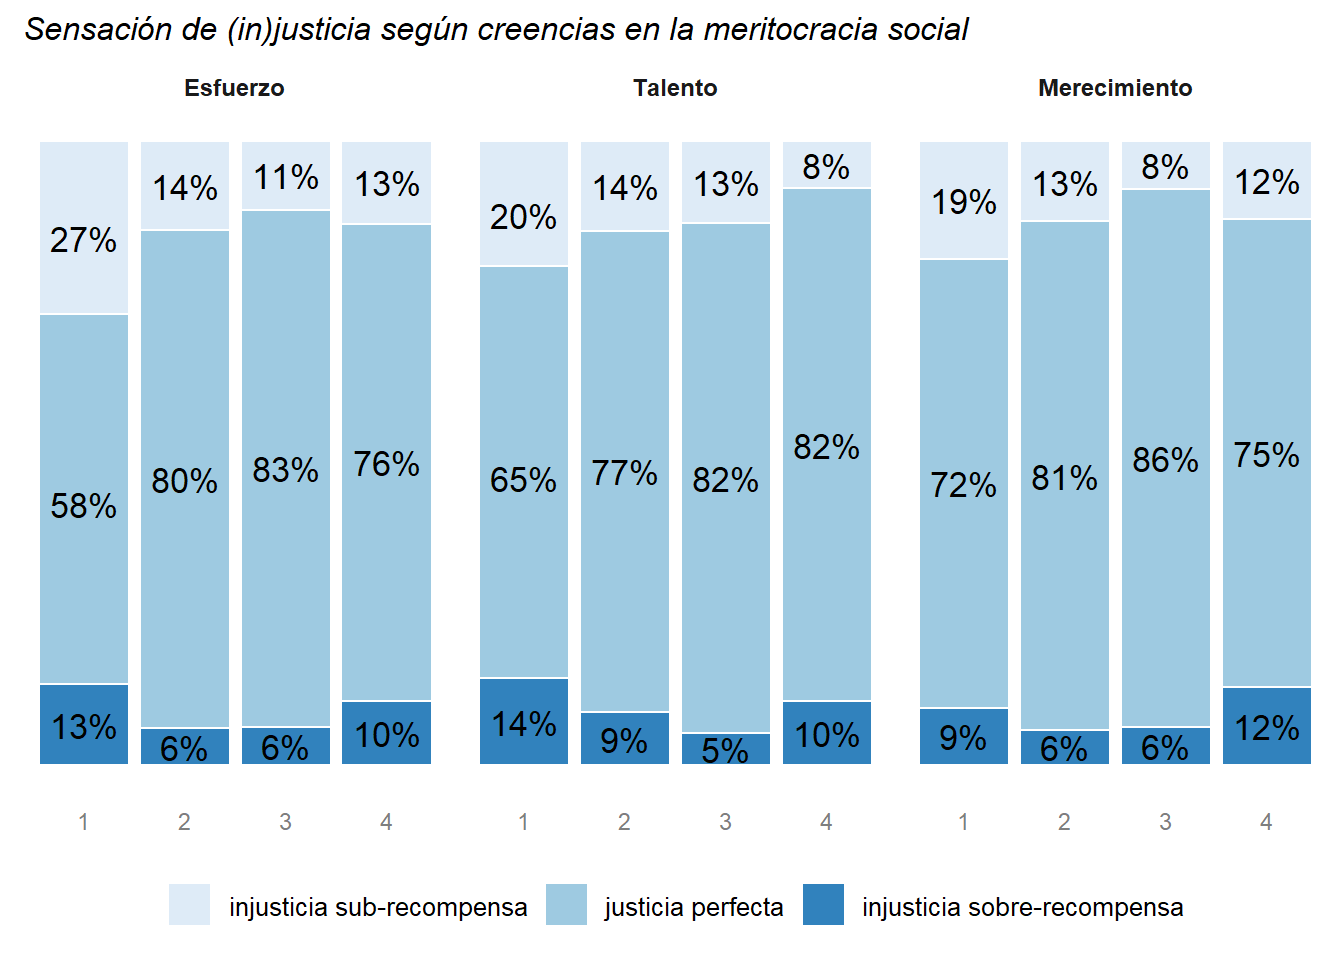 Sensación de (in)justicia según creencias en la meritocracia social
Esfuerzo Talento Merecimiento
27% 14% 11% 13% 20% 14% 13% 8% 19% 13% 8% 12%
58% 80% 83% 76% 65% 77% 82% 82% 72% 81% 86% 75%
13% 6% 6% 10% 14% 9% 5% 10% 9% 6% 6% 12%
1 2 3 4 1 2 3 4 1 2 3 4
injusticia sub-recompensa justicia perfecta injusticia sobre-recompensa